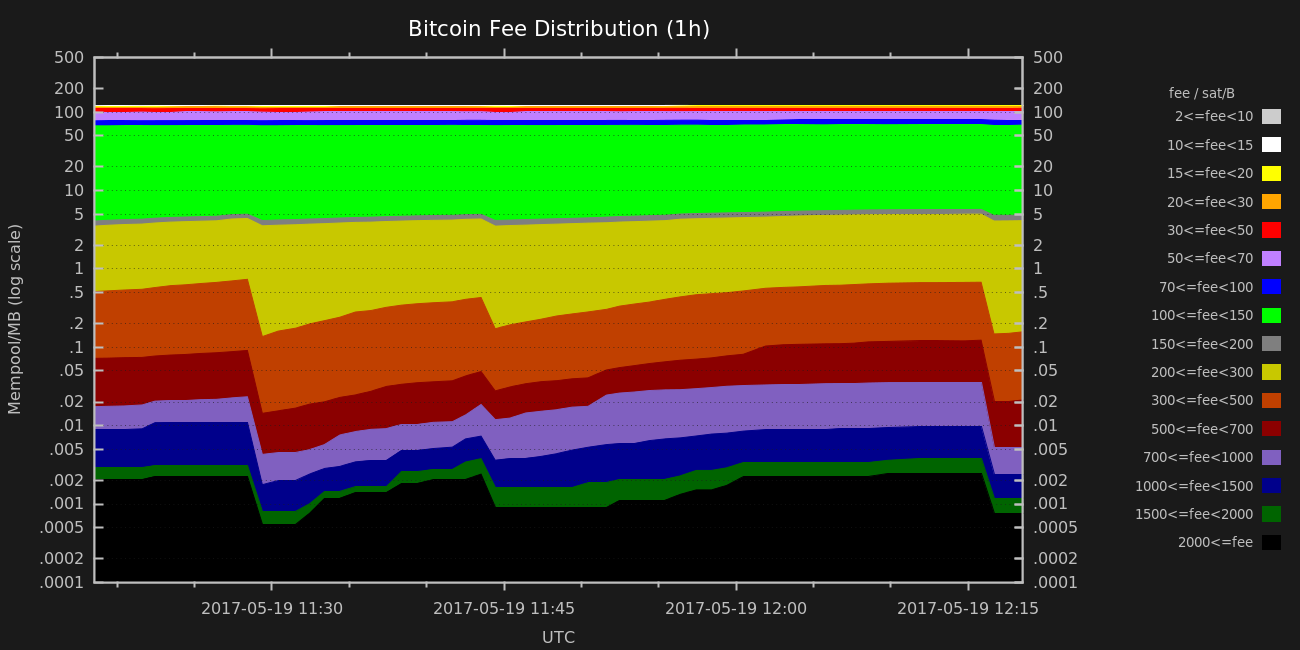 Bitcoin Fee Distribution (1h)
Mempool/MB (log scale)
500
200
100
50
20
10
5
2
1
.5
.2
.1
.05
.02
.01
.005
.002
.001
.0005
.0002
.0001
500
200
100
50
20
10
5
2
1
.5
.2
.1
.05
.02
.01
.005
.002
.001
.0005
.0002
.0001
2017-05-19 11:30
2017-05-19 11:45
2017-05-19 12:00
2017-05-19 12:15
UTC
fee / sat/B
2<=fee<10
10<=fee<15
15<=fee<20
20<=fee<30
30<=fee<50
50<=fee<70
70<=fee<100
100<=fee<150
150<=fee<200
200<=fee<300
300<=fee<500
500<=fee<700
700<=fee<1000
1000<=fee<1500
1500<=fee<2000
2000<=fee